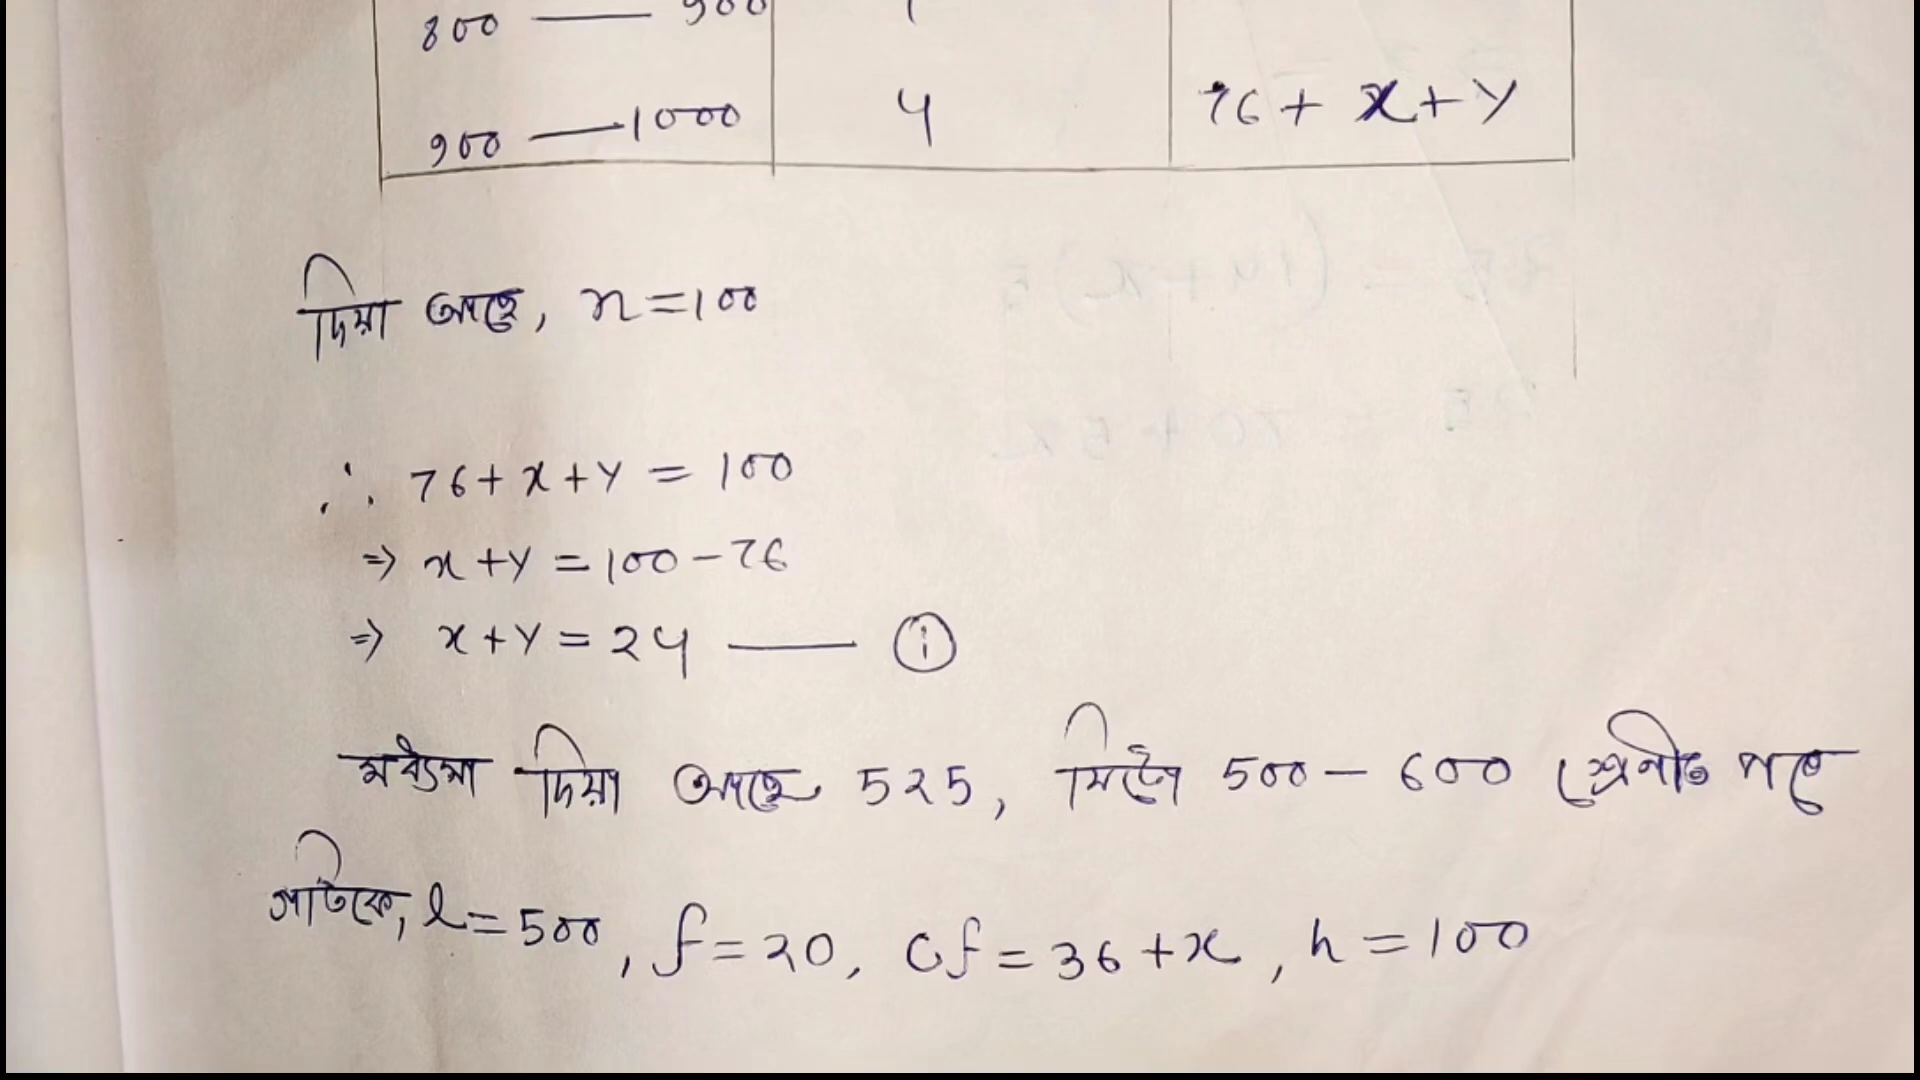 800 — 900
900 — 1000 4 76 + x + y
দিয়া আছে, n = 100
∴ 76 + x + y = 100
⇒ x + y = 100 - 76
⇒ x + y = 24 — ①
মধ্যমা দিয়া আছে 525, যিটো 500 - 600 শ্ৰেনীত পৰে
গতিকে, l = 500, f = 20, cf = 36 + x, h = 100